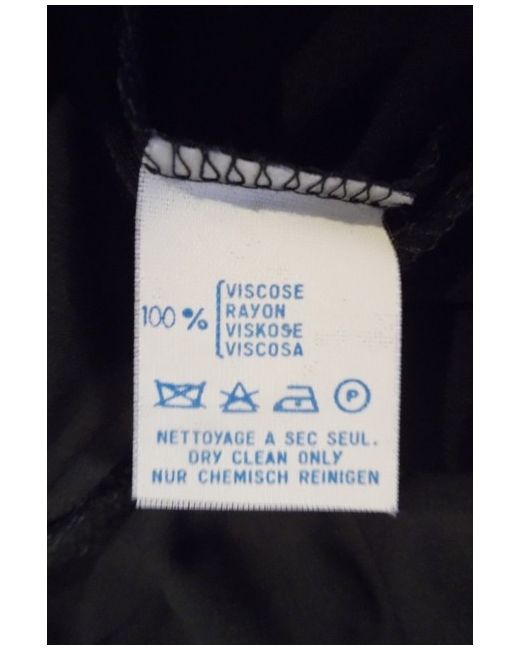 VISCOSE
RAYON
100 % VISKOSE
VISCOSA
P
NETTOYAGE A SEC SEUL.
DRY CLEAN ONLY
NUR CHEMISCH REINIGEN